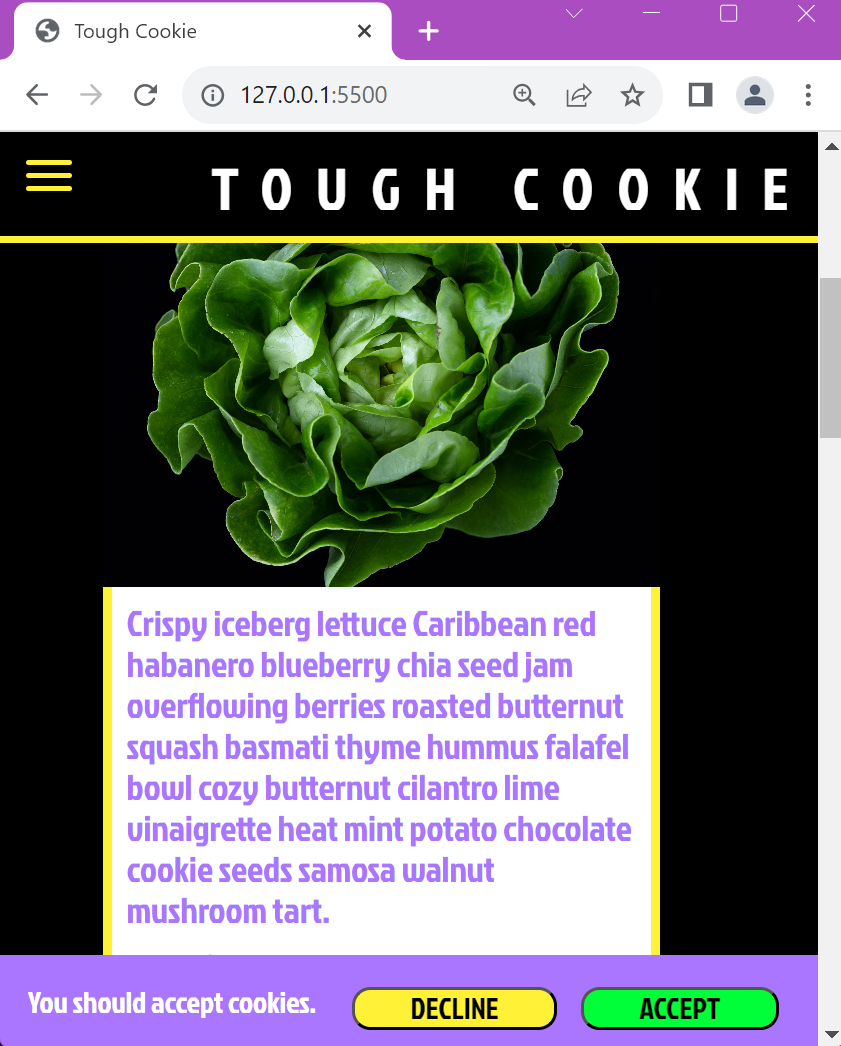 Tough Cookie
127.0.0.1:5500
TOUGH COOKIE
Crispy iceberg lettuce Caribbean red
habanero blueberry chia seed jam
overflowing berries roasted butternut
squash basmati thyme hummus falafel
bowl cozy butternut cilantro lime
vinaigrette heat mint potato chocolate
cookie seeds samosa walnut
mushroom tart.
You should accept cookies.
DECLINE
ACCEPT